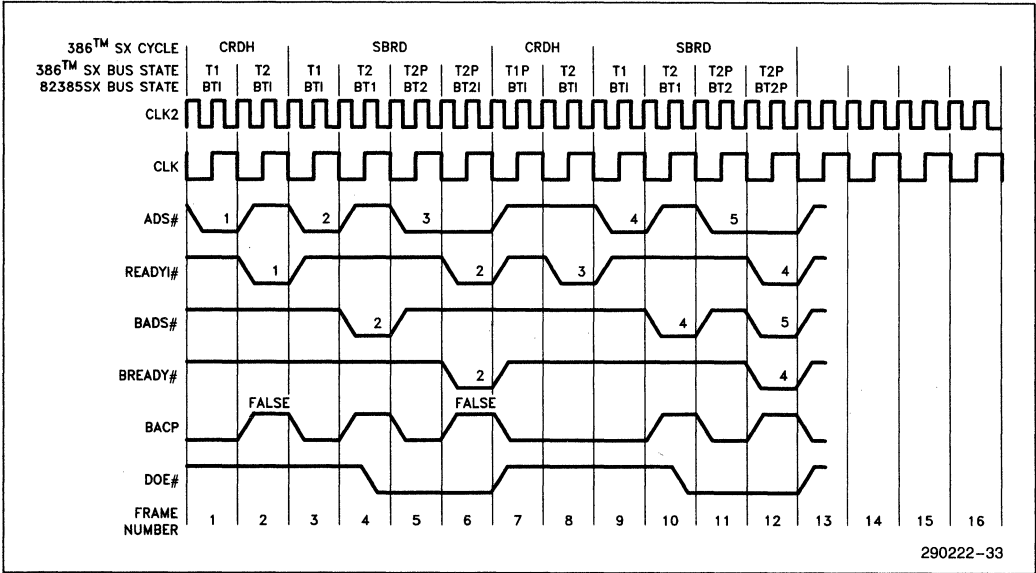 386™ SX CYCLE CRDH SBRD CRDH SBRD
386™ SX BUS STATE T1 T2 T1 T2 T2P T2P T1P T2 T1 T2 T2P T2P
82385SX BUS STATE BTI BTI BTI BT1 BT2 BT2I BTI BTI BTI BT1 BT2 BT2P
CLK2
CLK
ADS# 1 2 3 4 5
READYI# 1 2 3 4
BADS# 2 4 5
BREADY# 2 4
FALSE FALSE
BACP
DOE#
FRAME
NUMBER 1 2 3 4 5 6 7 8 9 10 11 12 13 14 15 16
290222-33